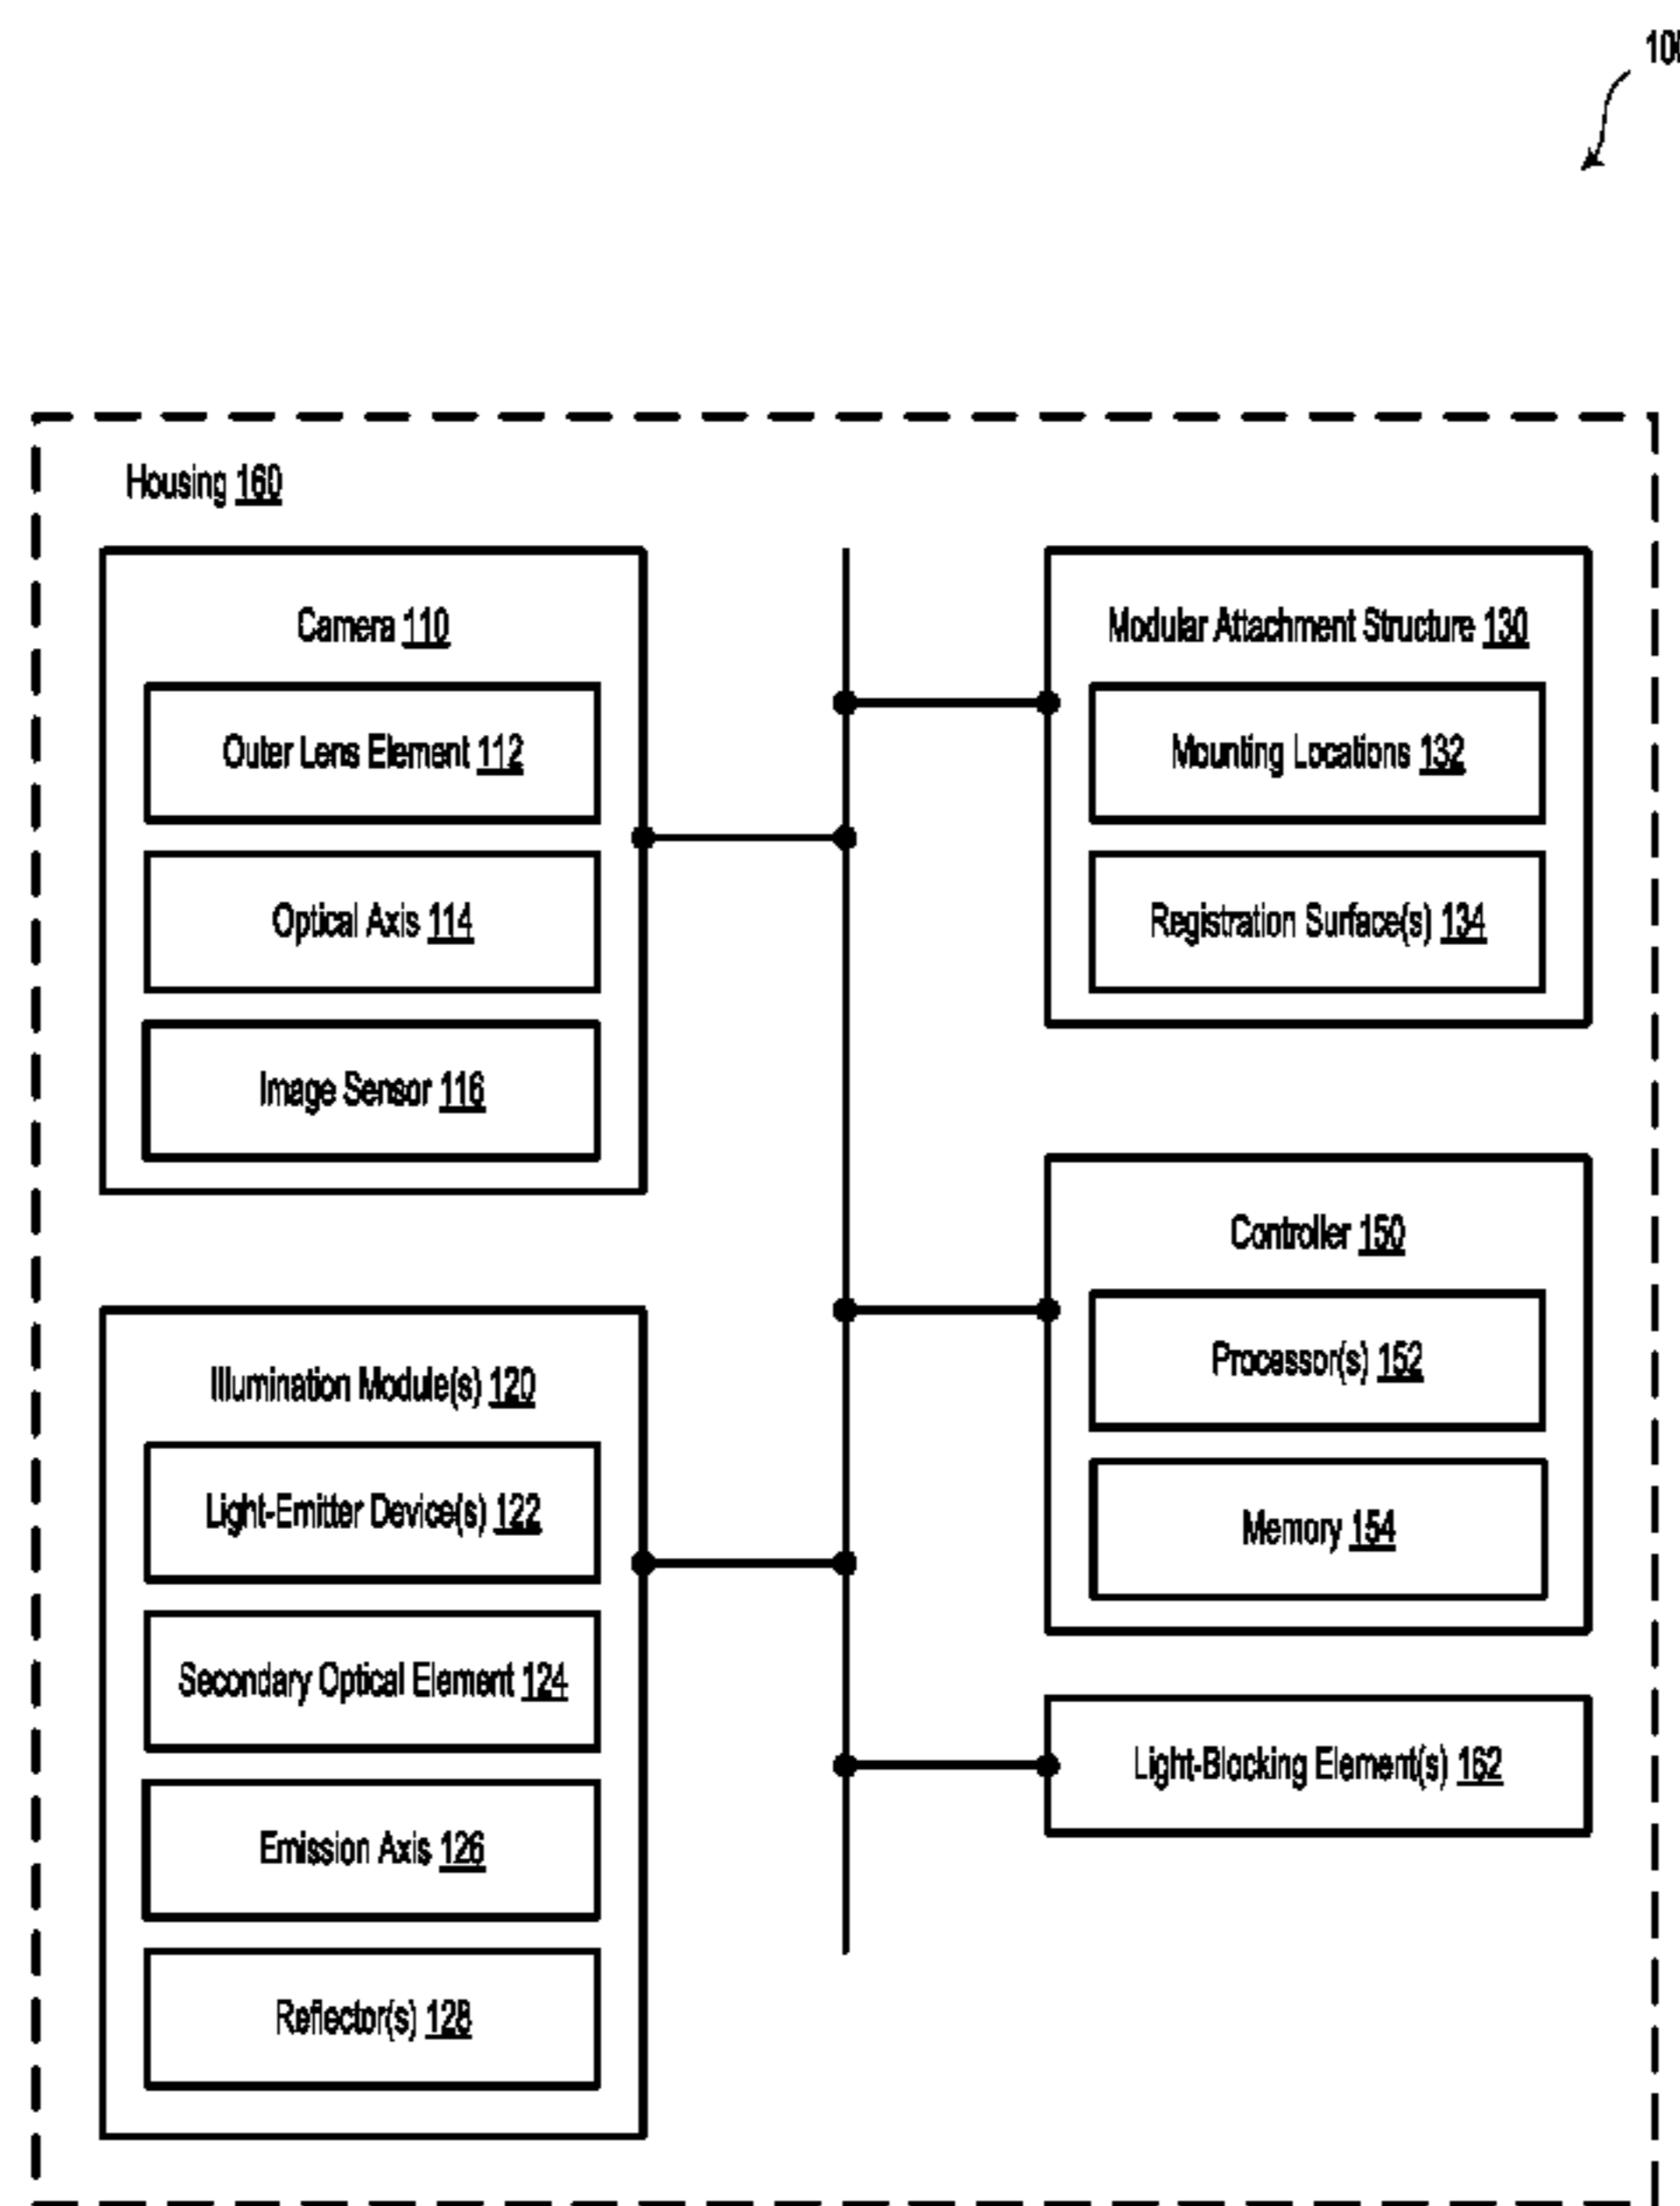 Housing 160
Camera 110
Outer Lens Element 112
Optical Axis 114
Image Sensor 116
Illumination Module(s) 120
Light-Emitter Device(s) 122
Secondary Optical Element 124
Emission Axis 126
Reflector(s) 128
Modular Attachment Structure 130
Mounting Locations 132
Registration Surface(s) 134
Controller 150
Processor(s) 152
Memory 154
Light-Blocking Element(s) 162